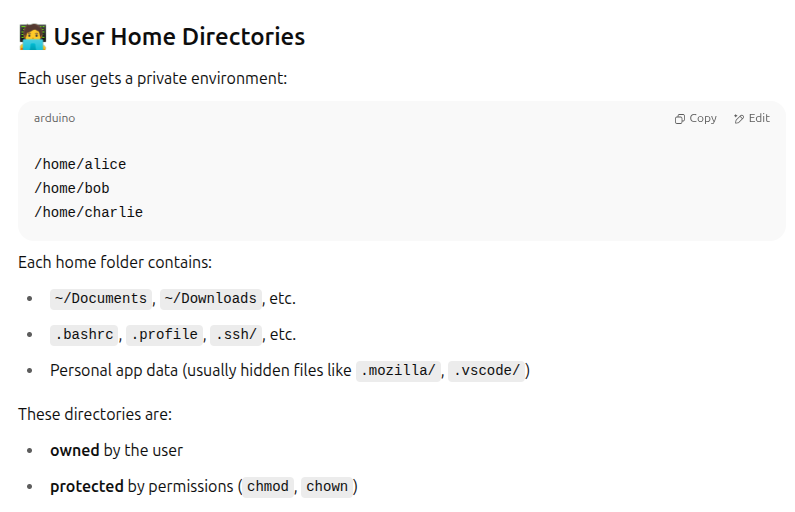 🧑‍💻 User Home Directories
Each user gets a private environment:
arduino
Copy
Edit
/home/alice
/home/bob
/home/charlie
Each home folder contains:
• ~/Documents, ~/Downloads, etc.
• .bashrc, .profile, .ssh/, etc.
• Personal app data (usually hidden files like .mozilla/, .vscode/)
These directories are:
• owned by the user
• protected by permissions (chmod, chown)